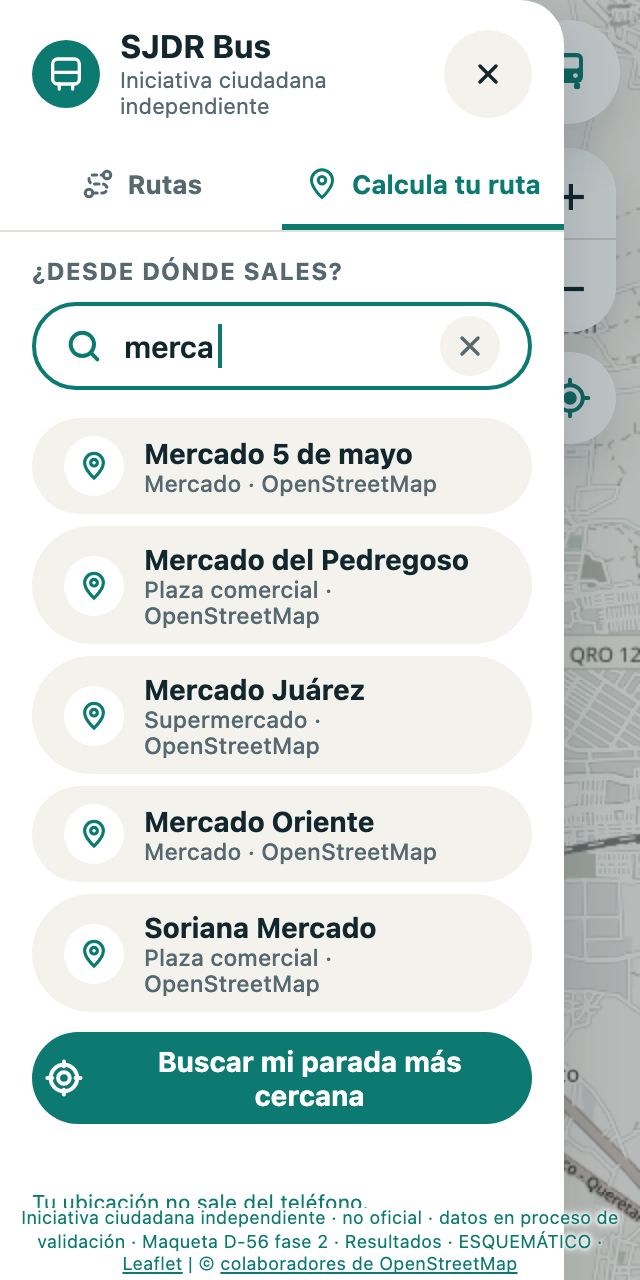 SJDR Bus
Iniciativa ciudadana
independiente
Rutas
Calcula tu ruta
¿DESDE DÓNDE SALES?
merca
Mercado 5 de mayo
Mercado · OpenStreetMap
Mercado del Pedregoso
Plaza comercial ·
OpenStreetMap
Mercado Juárez
Supermercado ·
OpenStreetMap
QRO 12
Mercado Oriente
Mercado · OpenStreetMap
Soriana Mercado
Plaza comercial ·
OpenStreetMap
Buscar mi parada más
cercana
Tu ubicación no sale del teléfono.
Iniciativa ciudadana independiente · no oficial · datos en proceso de
validación · Maqueta D-56 fase 2 · Resultados · ESQUEMÁTICO ·
Leaflet | © colaboradores de OpenStreetMap